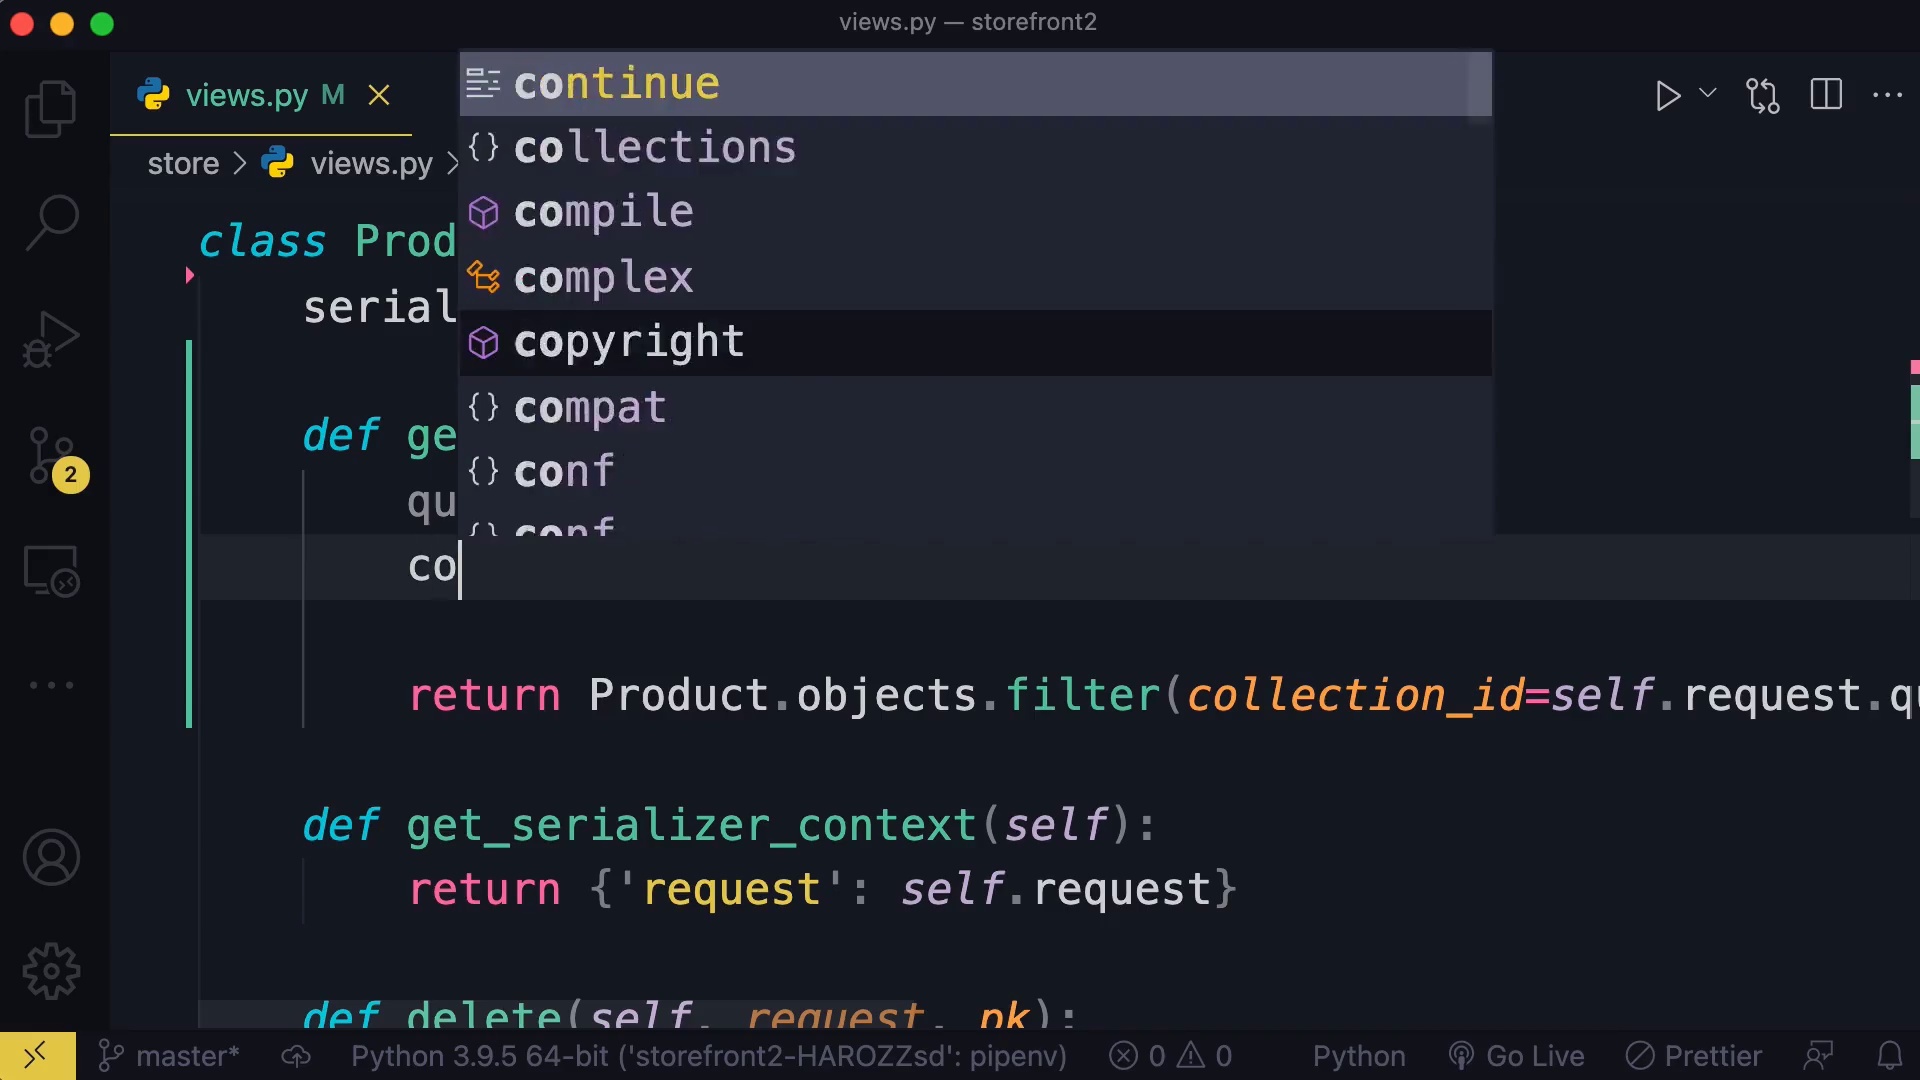 views.py — storefront2
views.py M
store > views.py >
continue
collections
compile
complex
copyright
compat
conf
conf
class Prod
serial
def ge
qu
co
return Product.objects.filter(collection_id=self.request.q
def get_serializer_context(self):
return {'request': self.request}
def delete(self, request, pk):
2
master* Python 3.9.5 64-bit ('storefront2-HAROZZsd': pipenv) 0 0 Python Go Live Prettier